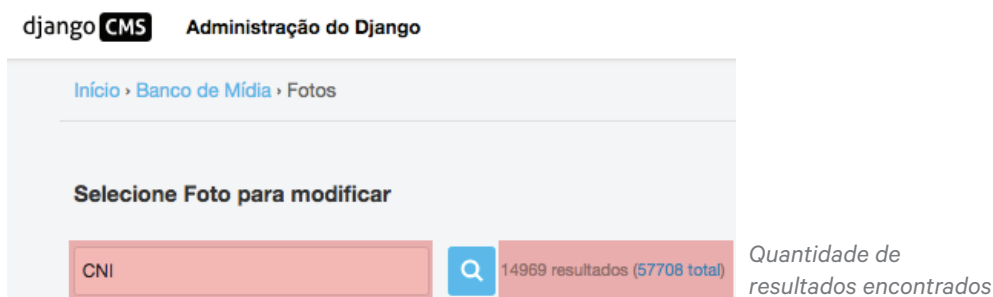 django CMS Administração do Django
Início › Banco de Mídia › Fotos
Selecione Foto para modificar
CNI 14969 resultados (57708 total)
Quantidade de
resultados encontrados